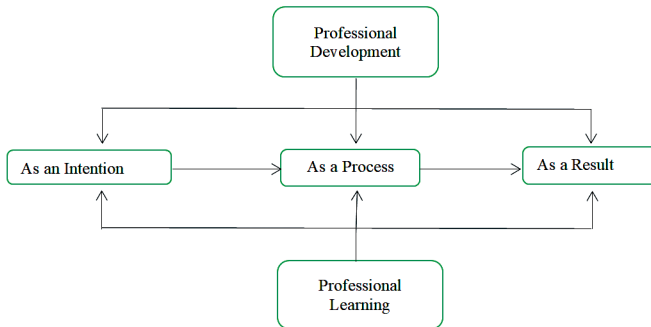 Professional
Development
As an Intention
As a Process
As a Result
Professional
Learning